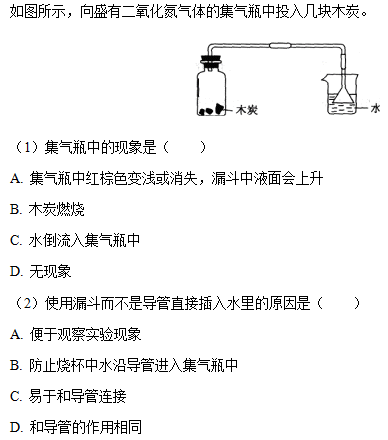 如图所示，向盛有二氧化氮气体的集气瓶中投入几块木炭。
木炭
水
（1）集气瓶中的现象是（　　）
A. 集气瓶中红棕色变浅或消失，漏斗中液面会上升
B. 木炭燃烧
C. 水倒流入集气瓶中
D. 无现象
（2）使用漏斗而不是导管直接插入水里的原因是（　　）
A. 便于观察实验现象
B. 防止烧杯中水沿导管进入集气瓶中
C. 易于和导管连接
D. 和导管的作用相同